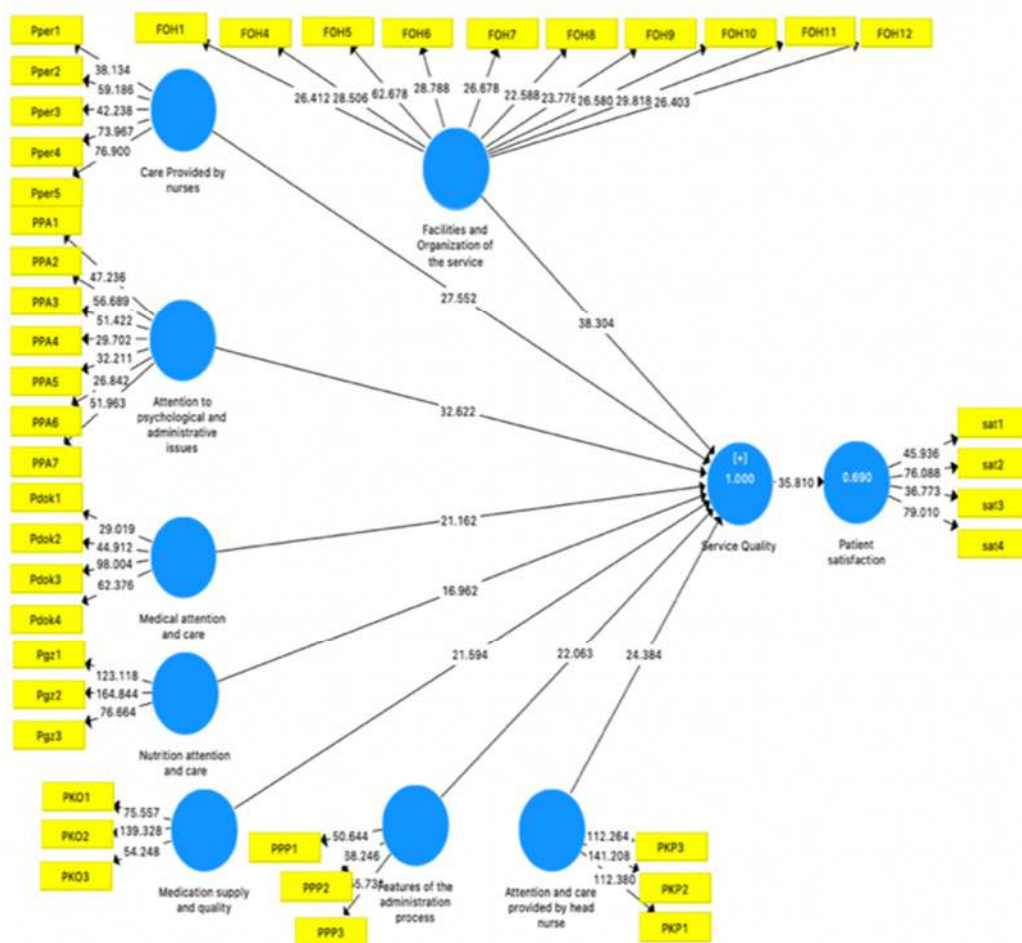 Pper1
Pper2
Pper3
Pper4
Pper5
38.134
59.186
42.238
73.967
76.900
Care Provided by
nurses
FOH1
FOH4
FOH5
FOH6
FOH7
FOH8
FOH9
FOH10
FOH11
FOH12
26.412
28.506
62.678
28.788
26.678
22.588
23.776
26.580
29.818
26.403
Facilities and
Organization of
the service
PPA1
PPA2
PPA3
PPA4
PPA5
PPA6
PPA7
47.236
56.689
51.422
29.702
32.211
26.842
51.963
Attention to
psychological and
administrative
issues
27.552
38.304
32.622
Pdok1
Pdok2
Pdok3
Pdok4
29.019
44.912
98.004
62.376
Medical attention
and care
21.162
[+]
1.000
Service Quality
35.810
0.690
Patient
satisfaction
45.936
76.088
36.773
79.010
sat1
sat2
sat3
sat4
Pgz1
Pgz2
Pgz3
123.118
164.844
76.664
Nutrition attention
and care
16.962
21.594
22.063
24.384
PKO1
PKO2
PKO3
75.557
139.328
54.248
Medication supply
and quality
PPP1
PPP2
PPP3
50.644
Features of the
administration
process
112.264
141.208
112.380
PKP3
PKP2
PKP1
Attention and care
provided by head
nurse